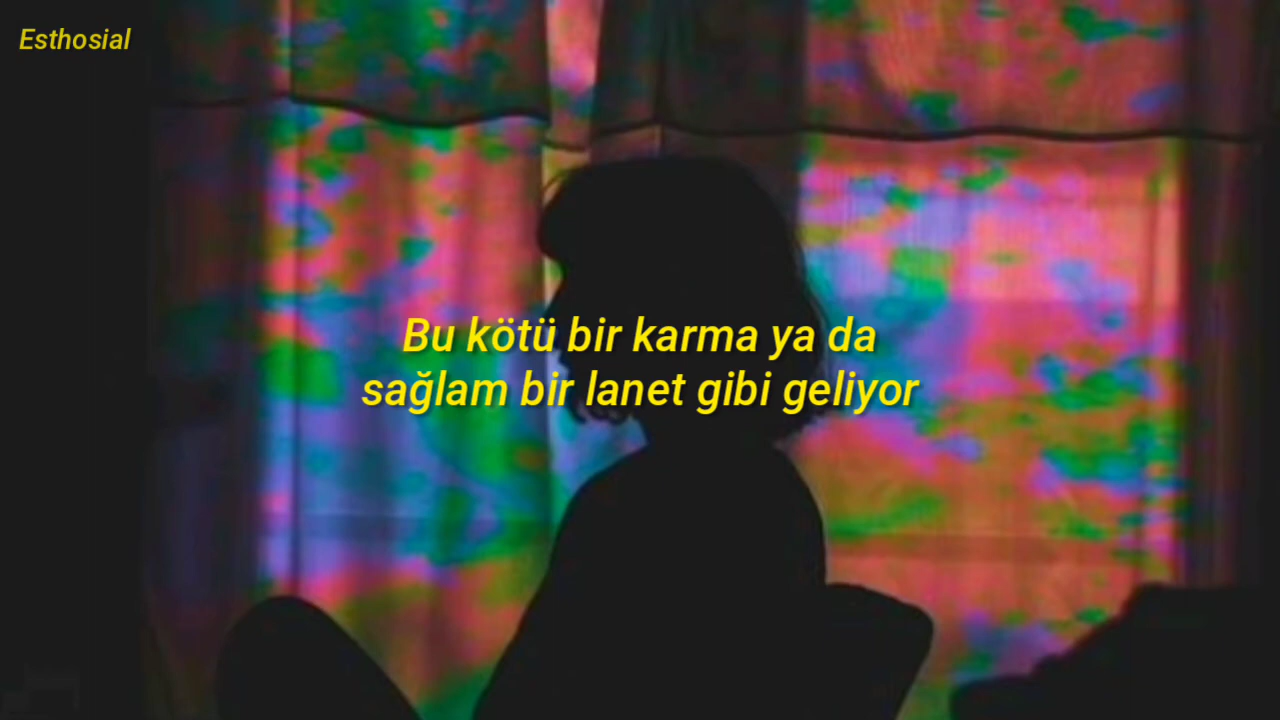 Esthosial
Bu kötü bir karma ya da
sağlam bir lanet gibi geliyor